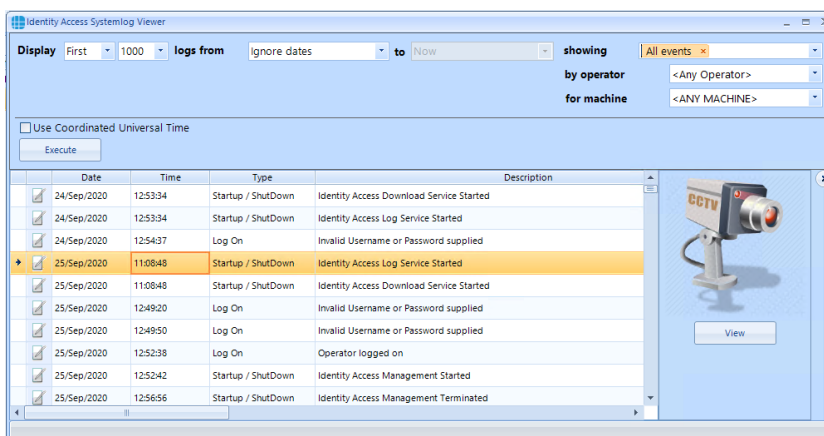 Identity Access Systemlog Viewer
Display First 1000 logs from Ignore dates to Now showing All events ×
by operator <Any Operator>
for machine <ANY MACHINE>
Use Coordinated Universal Time
Execute
Date Time Type Description
24/Sep/2020 12:53:34 Startup / ShutDown Identity Access Download Service Started
24/Sep/2020 12:53:34 Startup / ShutDown Identity Access Log Service Started
24/Sep/2020 12:54:37 Log On Invalid Username or Password supplied
25/Sep/2020 11:08:48 Startup / ShutDown Identity Access Log Service Started
25/Sep/2020 11:08:48 Startup / ShutDown Identity Access Download Service Started
25/Sep/2020 12:49:20 Log On Invalid Username or Password supplied
25/Sep/2020 12:49:50 Log On Invalid Username or Password supplied
25/Sep/2020 12:52:38 Log On Operator logged on
25/Sep/2020 12:52:42 Startup / ShutDown Identity Access Management Started
25/Sep/2020 12:56:56 Startup / ShutDown Identity Access Management Terminated
CCTV
View